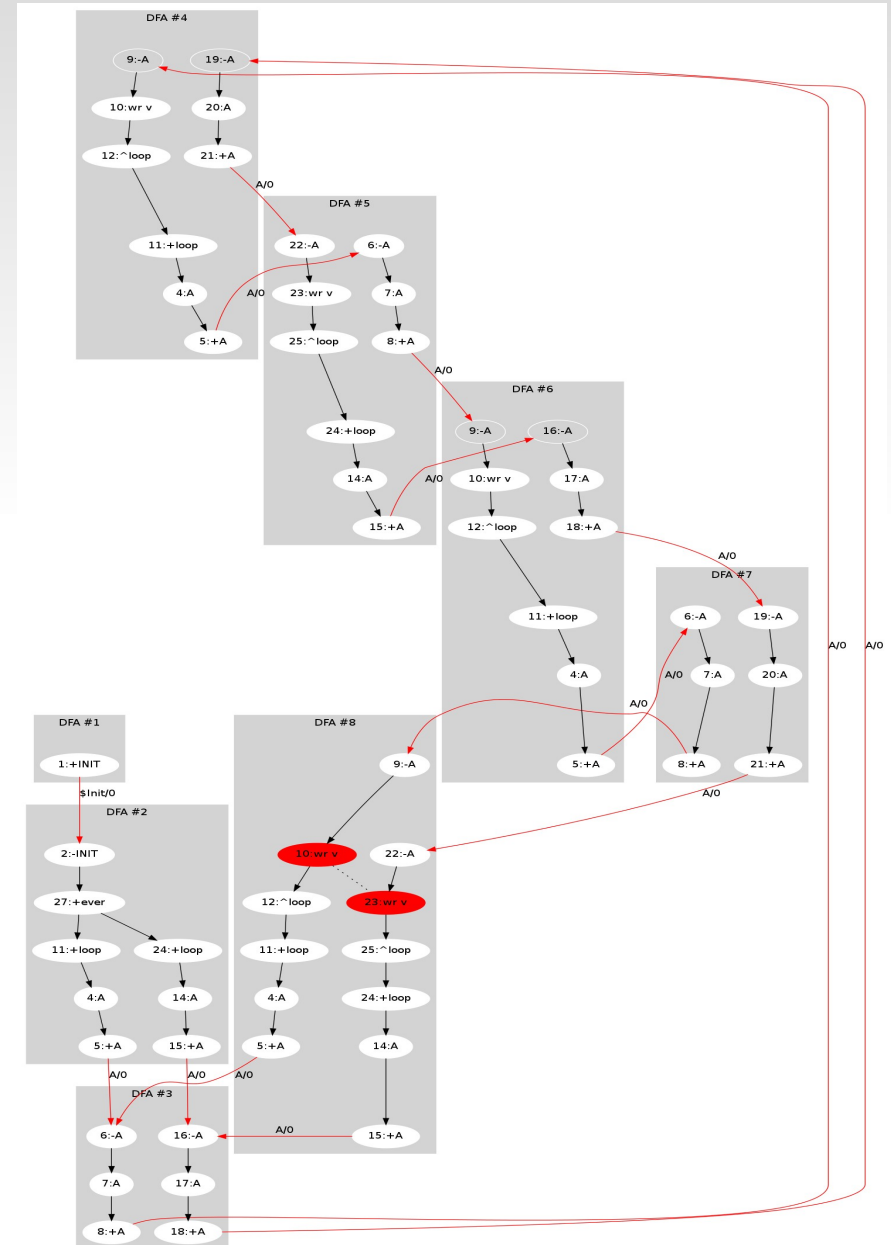 DFA #4
9:-A
19:-A
10:wr v
20:A
12:^loop
21:+A
A/0
11:+loop
4:A
5:+A
A/0
DFA #5
22:-A
6:-A
23:wr v
7:A
25:^loop
8:+A
A/0
24:+loop
14:A
15:+A
A/0
DFA #6
9:-A
16:-A
10:wr v
17:A
12:^loop
18:+A
A/0
11:+loop
4:A
5:+A
A/0
DFA #7
6:-A
19:-A
7:A
20:A
8:+A
21:+A
A/0
A/0
A/0
A/0
DFA #1
1:+INIT
$Init/0
DFA #2
2:-INIT
27:+ever
11:+loop
24:+loop
4:A
14:A
5:+A
15:+A
A/0
A/0
DFA #8
9:-A
10:wr v
22:-A
12:^loop
23:wr v
11:+loop
25:^loop
4:A
24:+loop
5:+A
14:A
A/0
15:+A
A/0
DFA #3
6:-A
16:-A
7:A
17:A
8:+A
18:+A